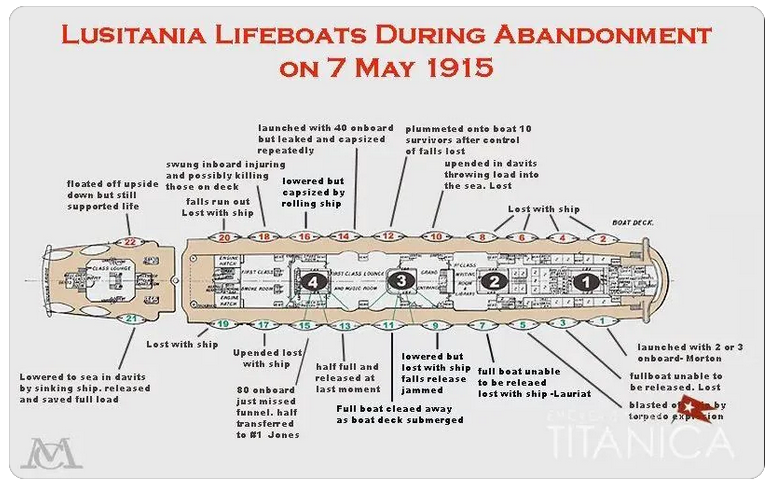 LUSITANIA LIFEBOATS DURING ABANDONMENT
ON 7 MAY 1915
launched with 40 onboard
but leaked and capsized
repeatedly
plummeted onto boat 10
survivors after control
of falls lost
swung inboard injuring
and possibly killing
those on deck
upended in davits
throwing load into
the sea. Lost
floated off upside
down but still
supported life
lowered but
capsized by
rolling ship
falls run out
Lost with ship
Lost with ship
BOAT DECK.
22
20
18
16
14
12
10
8
6
4
2
CLASS LOUNGE
ENGINE
HATCH
FIRST CLASS
SMOKE ROOM
ENGINE
HATCH
4
FIRST CLASS LOUNGE
MUSIC ROOM
3
GRAND
ENTRANCE
CLASS
WRITING
ROOM
&
LIBRARY
2
1
21
19
17
15
13
11
9
7
5
3
1
Lost with ship
Lowered to sea in davits
by sinking ship. released
and saved full load
Upended lost
with ship
80 onboard
just missed
funnel. half
transferred
to #1 Jones
half full and
released at
last moment
Full boat cleaed away
as boat deck submerged
lowered but
lost with ship
falls release
jammed
full boat unable
to be releaed
lost with ship -Lauriat
launched with 2 or 3
onboard- Morton
fullboat unable to
be released. Lost
blasted by
torpedo
TITANICA